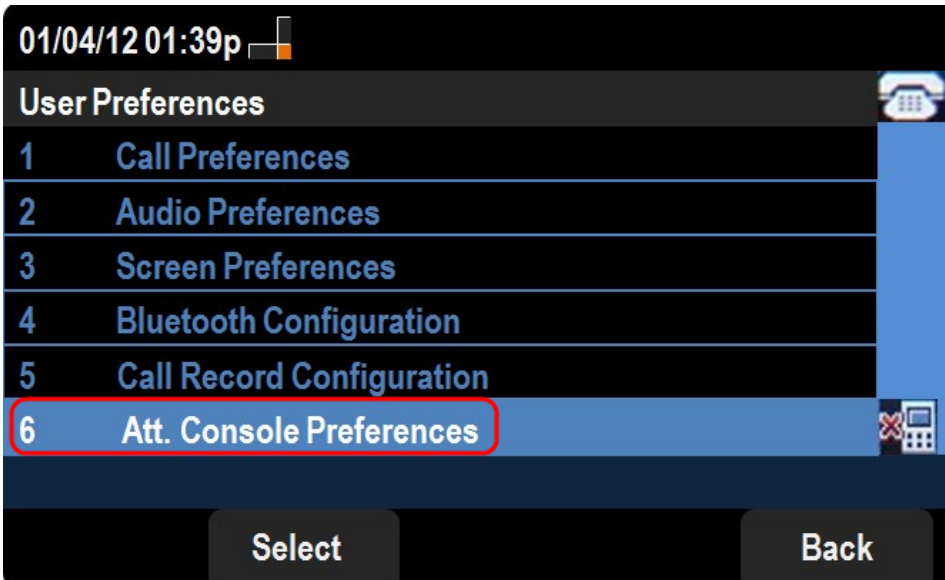 01/04/12 01:39p
User Preferences
1 Call Preferences
2 Audio Preferences
3 Screen Preferences
4 Bluetooth Configuration
5 Call Record Configuration
6 Att. Console Preferences
Select Back